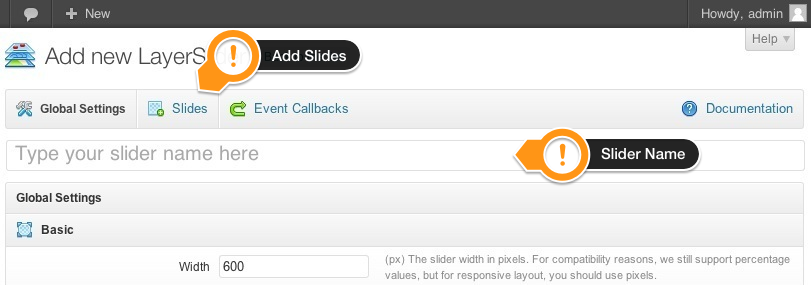 New
Howdy, admin
Help
Add new LayerS
!
Add Slides
Global Settings
Slides
Event Callbacks
Documentation
Type your slider name here
!
Slider Name
Global Settings
Basic
Width
600
(px) The slider width in pixels. For compatibility reasons, we still support percentage
values, but for responsive layout, you should use pixels.